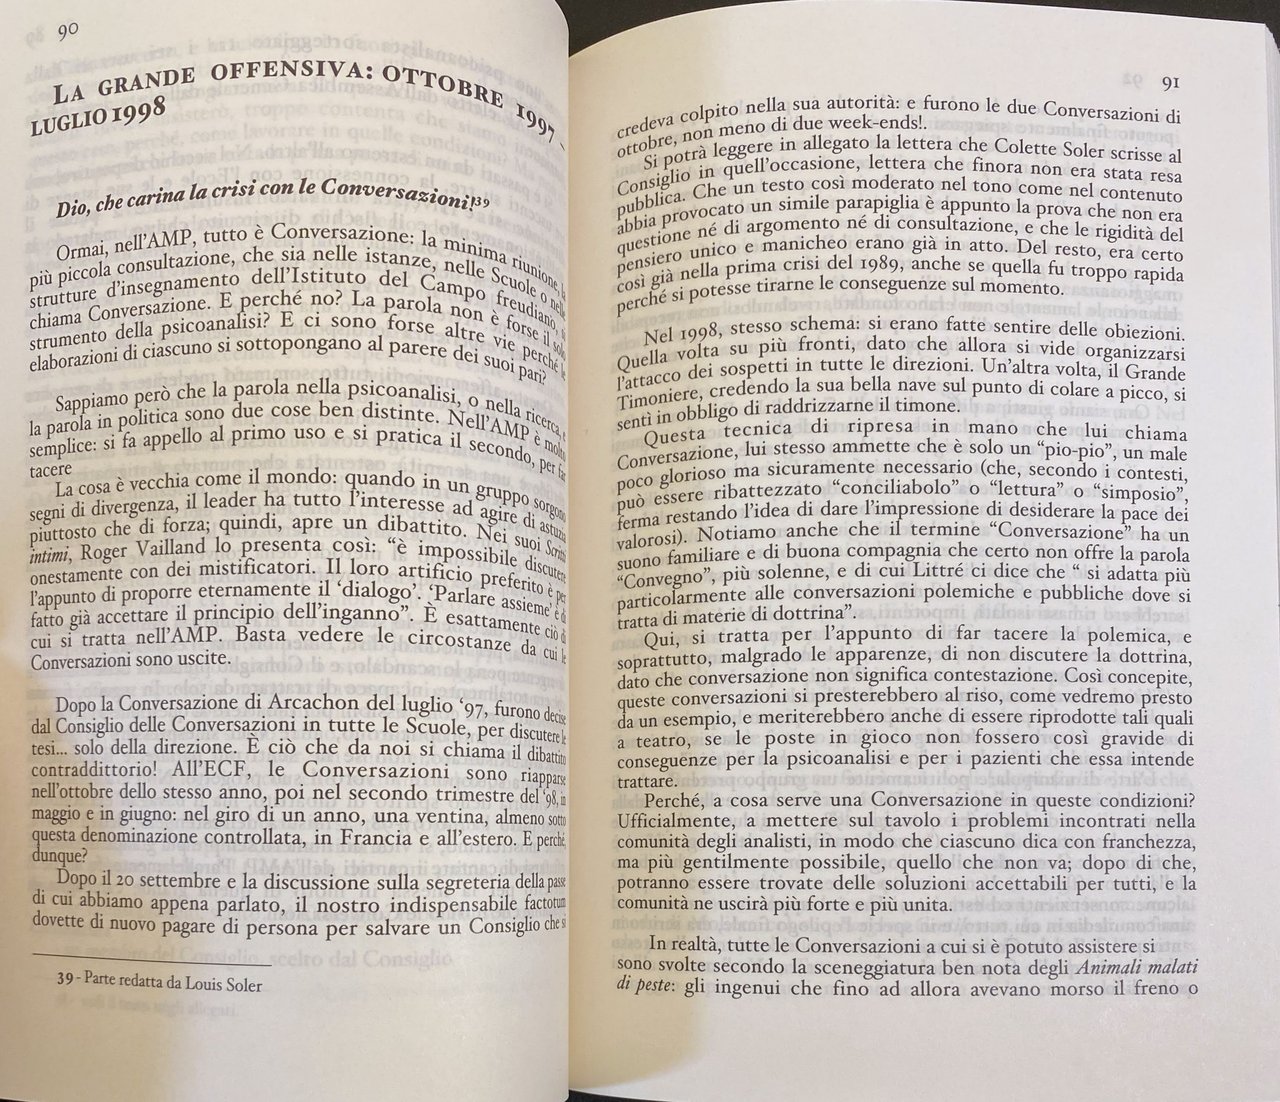 90
LA GRANDE OFFENSIVA: OTTOBRE 1997 -
LUGLIO 1998
Dio, che carina la crisi con le Conversazioni!39
Ormai, nell'AMP, tutto è Conversazione: la minima riunione, la
più piccola consultazione, che sia nelle istanze, nelle Scuole o nelle
strutture d'insegnamento dell'Istituto del Campo freudiano, si
chiama Conversazione. E perché no? La parola non è forse il solo
strumento della psicoanalisi? E ci sono forse altre vie perché le
elaborazioni di ciascuno si sottopongano al parere dei suoi pari?
Sappiamo però che la parola nella psicoanalisi, o nella ricerca, e
la parola in politica sono due cose ben distinte. Nell'AMP è molto
semplice: si fa appello al primo uso e si pratica il secondo, per far
tacere
La cosa è vecchia come il mondo: quando in un gruppo sorgono
segni di divergenza, il leader ha tutto l'interesse ad agire di astuzia
piuttosto che di forza; quindi, apre un dibattito. Nei suoi Scritti
intimi, Roger Vailland lo presenta così: "è impossibile discutere
onestamente con dei mistificatori. Il loro artificio preferito è per
l'appunto di proporre eternamente il 'dialogo'. 'Parlare assieme' è di
fatto già accettare il principio dell'inganno". È esattamente ciò di
cui si tratta nell'AMP. Basta vedere le circostanze da cui le
Conversazioni sono uscite.
Dopo la Conversazione di Arcachon del luglio '97, furono decise
dal Consiglio delle Conversazioni in tutte le Scuole, per discutere le
tesi... solo della direzione. È ciò che da noi si chiama il dibattito
contraddittorio! All'ECF, le Conversazioni sono riapparse
nell'ottobre dello stesso anno, poi nel secondo trimestre del '98, in
maggio e in giugno: nel giro di un anno, una ventina, almeno sotto
questa denominazione controllata, in Francia e all'estero. E perché,
dunque?
Dopo il 20 settembre e la discussione sulla segreteria della passe
di cui abbiamo appena parlato, il nostro indispensabile factotum
dovette di nuovo pagare di persona per salvare un Consiglio che si
39 - Parte redatta da Louis Soler
91
credeva colpito nella sua autorità: e furono le due Conversazioni di
ottobre, non meno di due week-ends!.
Si potrà leggere in allegato la lettera che Colette Soler scrisse al
Consiglio in quell'occasione, lettera che finora non era stata resa
pubblica. Che un testo così moderato nel tono come nel contenuto
abbia provocato un simile parapiglia è appunto la prova che non era
questione né di argomento né di consultazione, e che le rigidità del
pensiero unico e manicheo erano già in atto. Del resto, era certo
così già nella prima crisi del 1989, anche se quella fu troppo rapida
perché si potesse tirarne le conseguenze sul momento.
Nel 1998, stesso schema: si erano fatte sentire delle obiezioni.
Quella volta su più fronti, dato che allora si vide organizzarsi
l'attacco dei sospetti in tutte le direzioni. Un'altra volta, il Grande
Timoniere, credendo la sua bella nave sul punto di colare a picco, si
sentì in obbligo di raddrizzarne il timone.
Questa tecnica di ripresa in mano che lui chiama
Conversazione, lui stesso ammette che è solo un "pio-pio", un male
poco glorioso ma sicuramente necessario (che, secondo i contesti,
può essere ribattezzato "conciliabolo" o "lettura" o "simposio",
ferma restando l'idea di dare l'impressione di desiderare la pace dei
valorosi). Notiamo anche che il termine "Conversazione" ha un
suono familiare e di buona compagnia che certo non offre la parola
"Convegno", più solenne, e di cui Littré ci dice che " si adatta più
particolarmente alle conversazioni polemiche e pubbliche dove si
tratta di materie di dottrina".
Qui, si tratta per l'appunto di far tacere la polemica, e
soprattutto, malgrado le apparenze, di non discutere la dottrina,
dato che conversazione non significa contestazione. Così concepite,
queste conversazioni si presterebbero al riso, come vedremo presto
da un esempio, e meriterebbero anche di essere riprodotte tali quali
a teatro, se le poste in gioco non fossero così gravide di
conseguenze per la psicoanalisi e per i pazienti che essa intende
trattare.
Perché, a cosa serve una Conversazione in queste condizioni?
Ufficialmente, a mettere sul tavolo i problemi incontrati nella
comunità degli analisti, in modo che ciascuno dica con franchezza,
ma più gentilmente possibile, quello che non va; dopo di che,
potranno essere trovate delle soluzioni accettabili per tutti, e la
comunità ne uscirà più forte e più unita.
In realtà, tutte le Conversazioni a cui si è potuto assistere si
sono svolte secondo la sceneggiatura ben nota degli Animali malati
di peste: gli ingenui che fino ad allora avevano morso il freno o